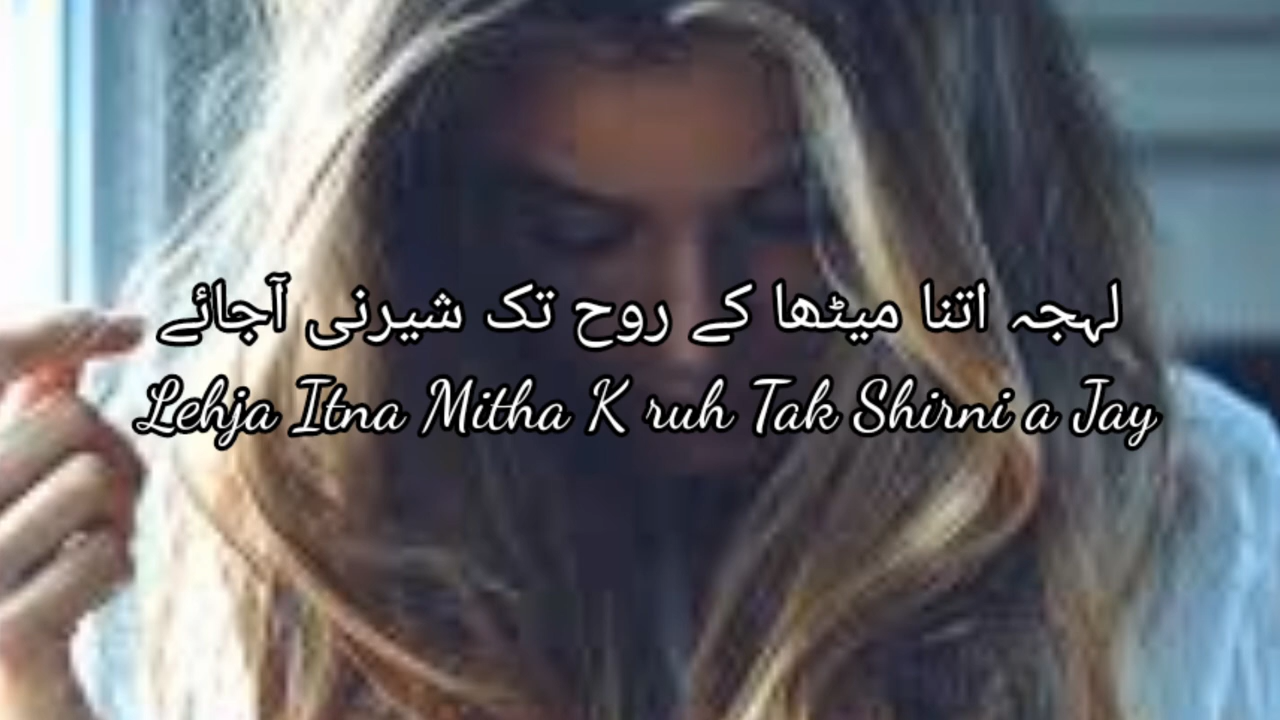 لہجہ اتنا میٹھا کے روح تک شیرنی آجائے
Lehja Itna Mitha K ruh Tak Shirni a Jay